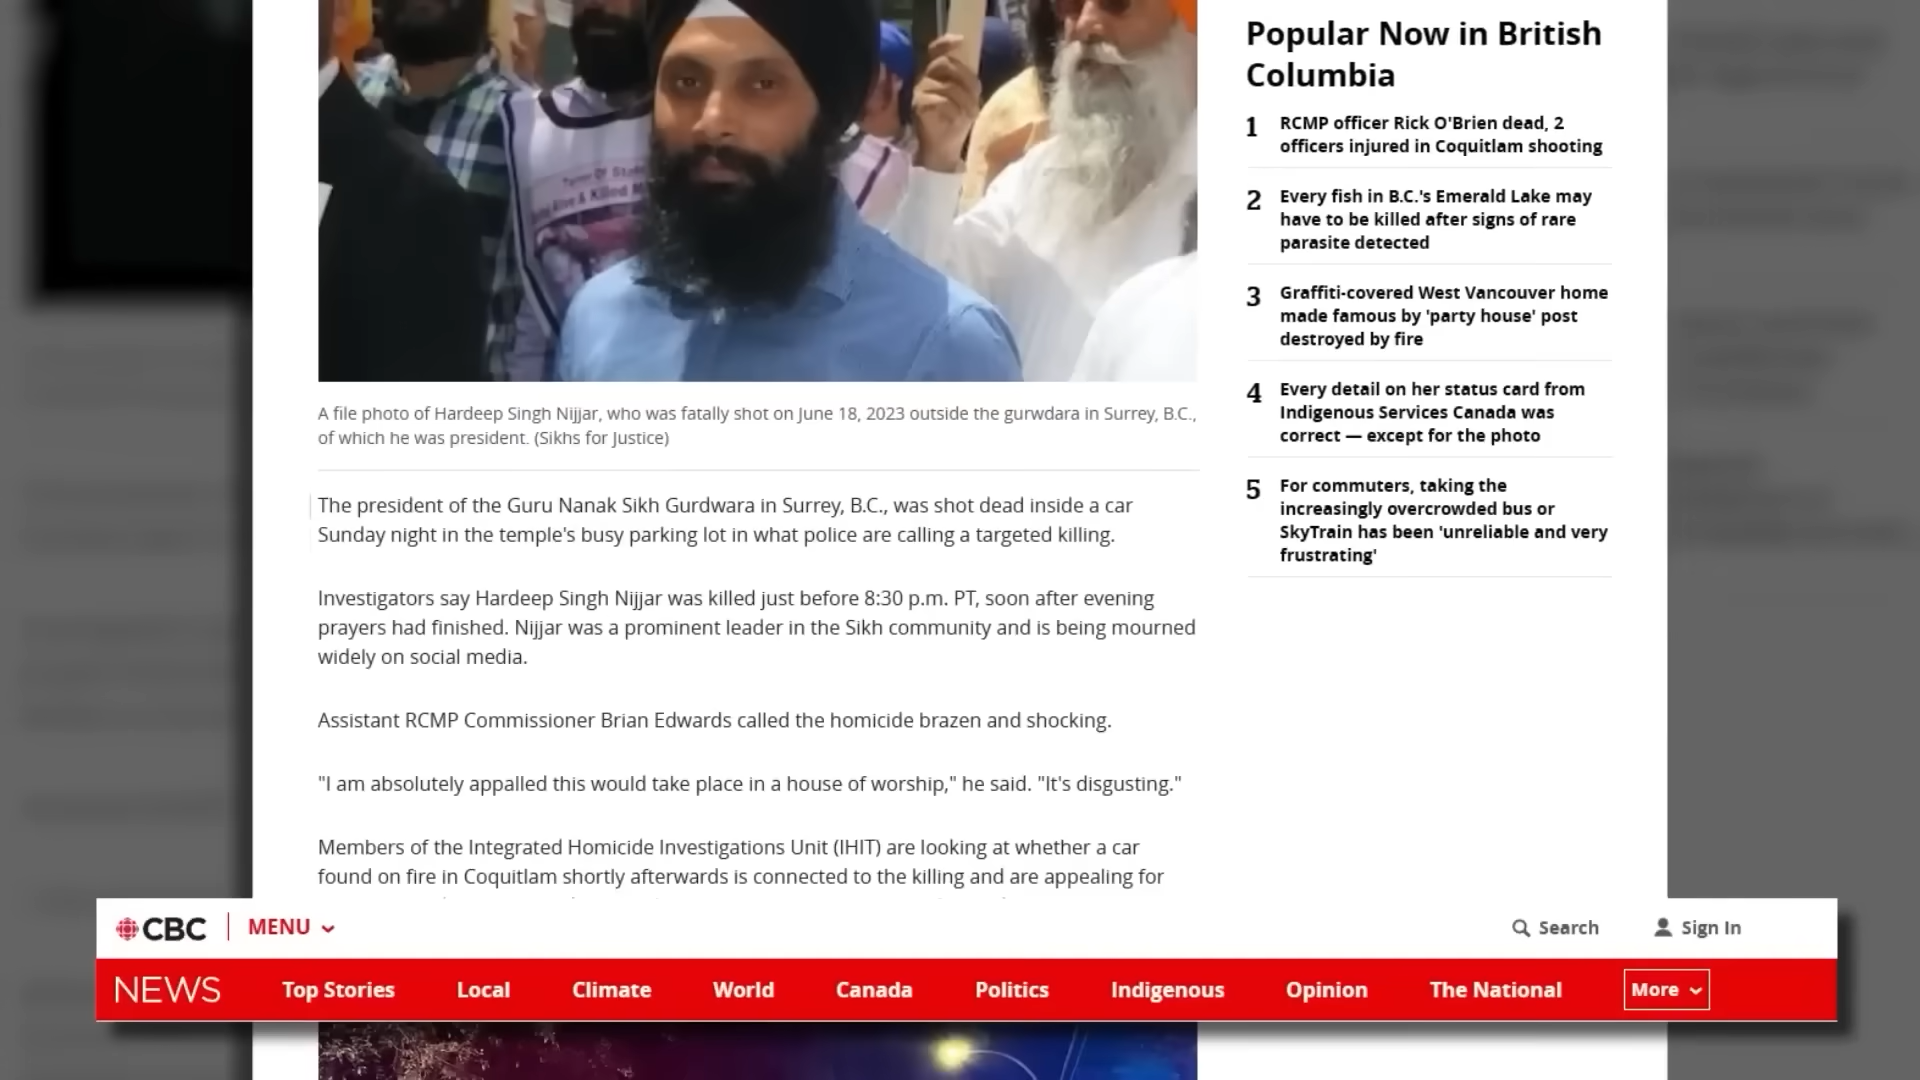 Popular Now in British
Columbia
1 RCMP officer Rick O'Brien dead, 2
officers injured in Coquitlam shooting
2 Every fish in B.C.'s Emerald Lake may
have to be killed after signs of rare
parasite detected
3 Graffiti-covered West Vancouver home
made famous by 'party house' post
destroyed by fire
4 Every detail on her status card from
Indigenous Services Canada was
correct — except for the photo
5 For commuters, taking the
increasingly overcrowded bus or
SkyTrain has been 'unreliable and very
frustrating'
A file photo of Hardeep Singh Nijjar, who was fatally shot on June 18, 2023 outside the gurwdara in Surrey, B.C.,
of which he was president. (Sikhs for Justice)
The president of the Guru Nanak Sikh Gurdwara in Surrey, B.C., was shot dead inside a car
Sunday night in the temple's busy parking lot in what police are calling a targeted killing.
Investigators say Hardeep Singh Nijjar was killed just before 8:30 p.m. PT, soon after evening
prayers had finished. Nijjar was a prominent leader in the Sikh community and is being mourned
widely on social media.
Assistant RCMP Commissioner Brian Edwards called the homicide brazen and shocking.
"I am absolutely appalled this would take place in a house of worship," he said. "It's disgusting."
Members of the Integrated Homicide Investigations Unit (IHIT) are looking at whether a car
found on fire in Coquitlam shortly afterwards is connected to the killing and are appealing for
CBC MENU Search Sign In
NEWS Top Stories Local Climate World Canada Politics Indigenous Opinion The National More